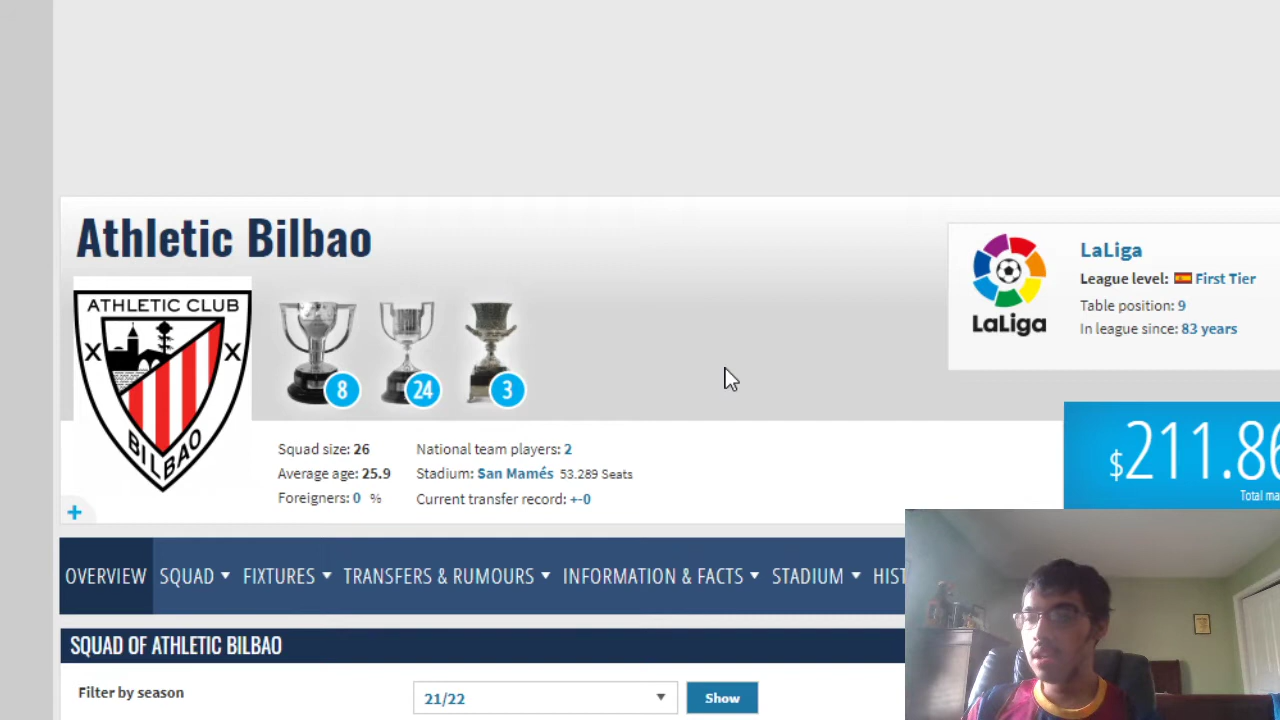 Athletic Bilbao
ATHLETIC CLUB
BILBAO
8
24
3
LaLiga
LaLiga
League level: First Tier
Table position: 9
In league since: 83 years
Squad size: 26
Average age: 25.9
Foreigners: 0 %
National team players: 2
Stadium: San Mamés 53.289 Seats
Current transfer record: +-0
$211.86
Total ma
+
OVERVIEW SQUAD FIXTURES TRANSFERS & RUMOURS INFORMATION & FACTS STADIUM HIST
SQUAD OF ATHLETIC BILBAO
Filter by season
21/22
Show